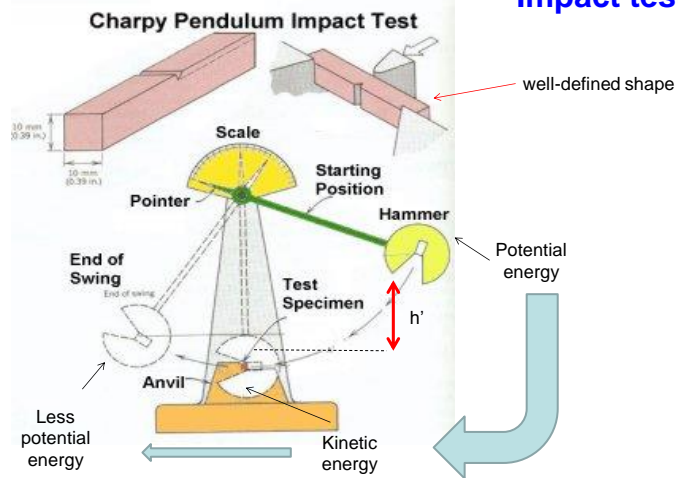 Impact tes
Charpy Pendulum Impact Test
well-defined shape
10 mm
(0.39 in.)
10 mm
(0.39 in.)
Scale
Starting
Position
Pointer
Hammer
Potential
energy
End of
Swing
End of swing
Test
Specimen
h'
Anvil
Less
potential
energy
Kinetic
energy